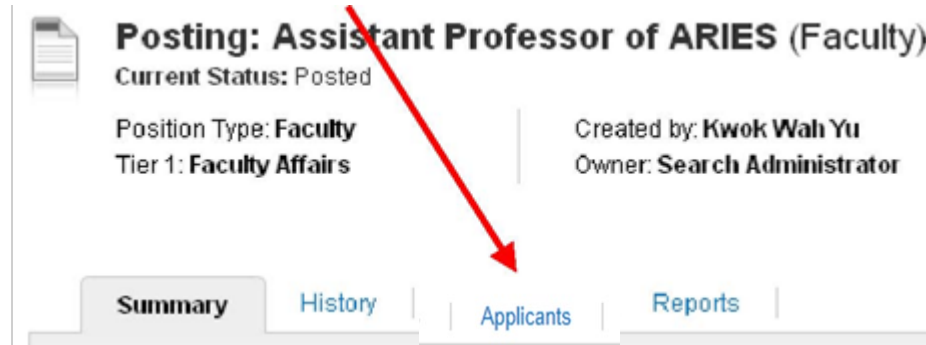 Posting: Assistant Professor of ARIES (Faculty)
Current Status: Posted
Position Type: Faculty
Created by: Kwok Wah Yu
Tier 1: Faculty Affairs
Owner: Search Administrator
Summary
History
Applicants
Reports